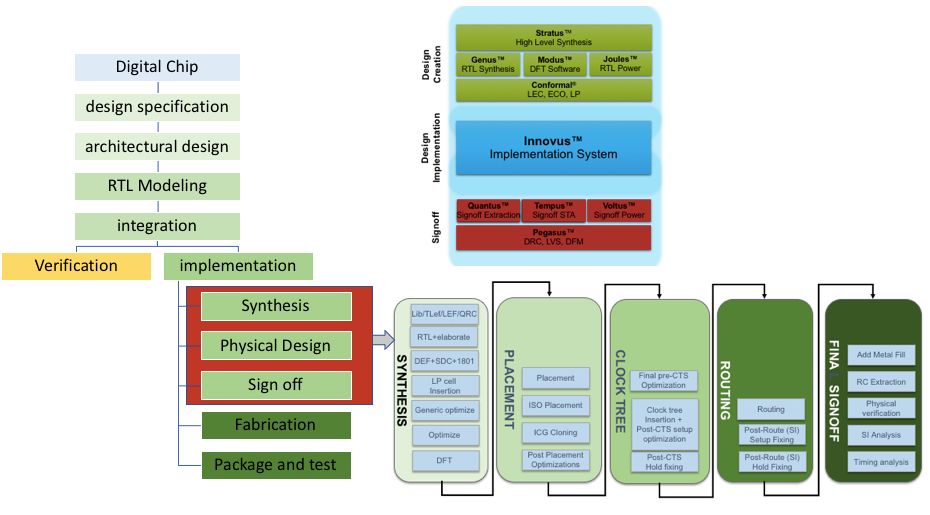 Digital Chip
design specification
architectural design
RTL Modeling
integration
Verification
implementation
Synthesis
Physical Design
Sign off
Fabrication
Package and test
Design
Creation
Stratus™
High Level Synthesis
Genus™
RTL Synthesis
Modus™
DFT Software
Joules™
RTL Power
Conformal®
LEC, ECO, LP
Design
Implementation
Innovus™
Implementation System
Signoff
Quantus™
Signoff Extraction
Tempus™
Signoff STA
Voltus™
Signoff Power
Pegasus™
DRC, LVS, DFM
SYNTHESIS
Lib/TLef/LEF/QRC
RTL+elaborate
DEF+SDC+1801
LP cell
Insertion
Generic optimize
Optimize
DFT
PLACEMENT
Placement
ISO Placement
ICG Cloning
Post Placement
Optimizations
CLOCK TREE
Final pre-CTS
Optimization
Clock tree
Insertion +
Post-CTS setup
optimization
Post-CTS
Hold fixing
ROUTING
Routing
Post-Route (SI)
Setup Fixing
Post-Route (SI)
Hold Fixing
FINA SIGNOFF
Add Metal Fill
RC Extraction
Physical
verification
SI Analysis
Timing analysis